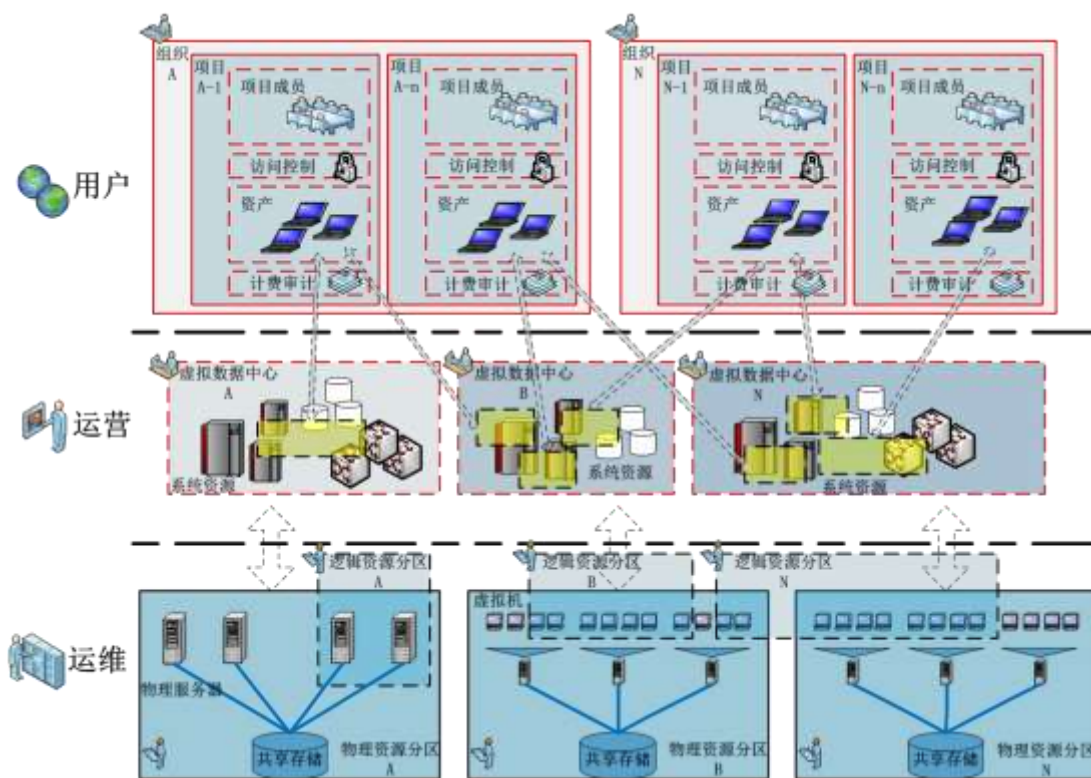 组织
A
项目
A-1
项目成员
访问控制
资产
计费审计
项目
A-n
项目成员
访问控制
资产
计费审计
组织
N
项目
N-1
项目成员
访问控制
资产
计费审计
项目
N-n
项目成员
访问控制
资产
计费审计
用户
虚拟数据中心
A
系统资源
虚拟数据中心
B
系统资源
虚拟数据中心
N
系统资源
运营
逻辑资源分区
A
逻辑资源分区
B
逻辑资源分区
N
虚拟机
运维
物理服务器
共享存储
物理资源分区
A
共享存储
物理资源分区
B
共享存储
物理资源分区
N